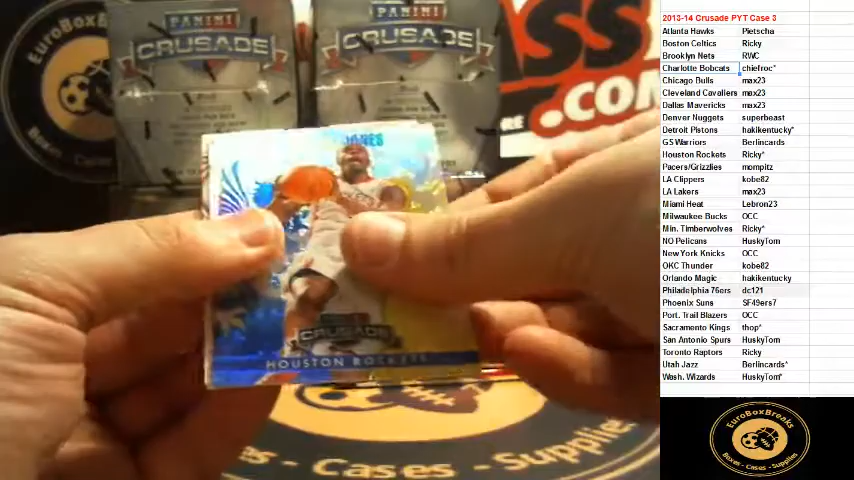 EuroBoxBreaks
PANINI
CRUSADE
PANINI
CRUSADE
.COM
CRUSADE
HOUSTON ROCKETS
- Cases - Supplies
2013-14 Crusade PYT Case 3
Atlanta Hawks Pietscha
Boston Celtics Ricky
Brooklyn Nets RWC
Charlotte Bobcats chiefroc*
Chicago Bulls max23
Cleveland Cavaliers max23
Dallas Mavericks max23
Denver Nuggets superbeast
Detroit Pistons hakikentucky*
GS Warriors Berlincards
Houston Rockets Ricky*
Pacers/Grizzlies mompitz
LA Clippers kobe82
LA Lakers max23
Miami Heat Lebron23
Milwaukee Bucks OCC
Min. Timberwolves Ricky*
NO Pelicans HuskyTom
New York Knicks OCC
OKC Thunder kobe82
Orlando Magic hakikentucky
Philadelphia 76ers dc121
Phoenix Suns SF49ers7
Port. Trail Blazers OCC
Sacramento Kings thop*
San Antonio Spurs HuskyTom
Toronto Raptors Ricky
Utah Jazz Berlincards*
Wash. Wizards HuskyTom*
EuroBoxBreaks
Boxes - Cases - Supplies